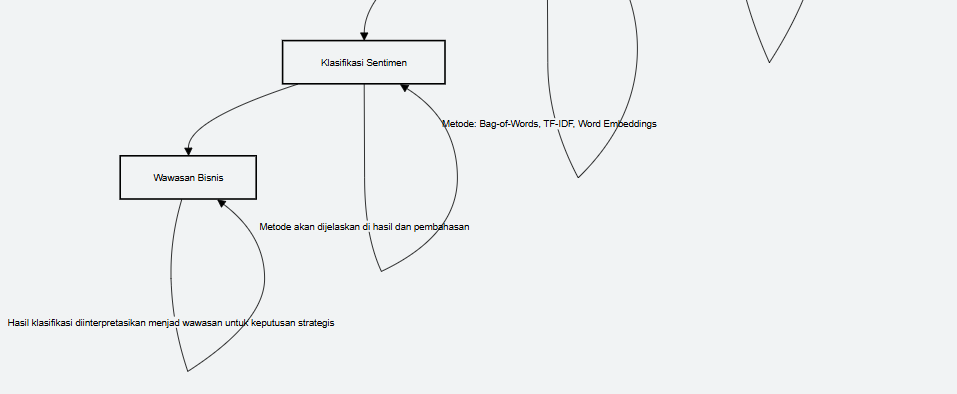 Klasifikasi Sentimen
Metode: Bag-of-Words, TF-IDF, Word Embeddings
Wawasan Bisnis
Metode akan dijelaskan di hasil dan pembahasan
Hasil klasifikasi diinterpretasikan menjad wawasan untuk keputusan strategis